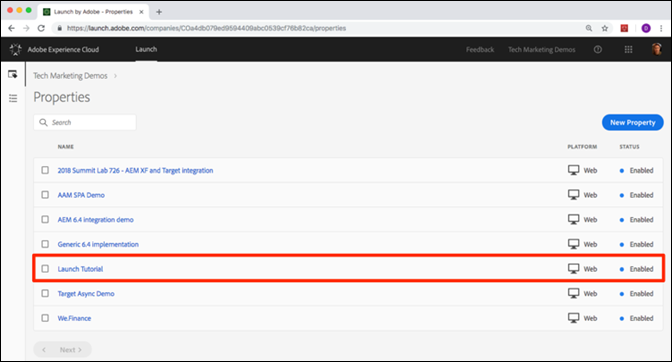 Launch by Adobe - Properties
https://launch.adobe.com/companies/COa4db079ed9594409abc0539cf76b82ca/properties
Adobe Experience Cloud
Launch
Feedback
Tech Marketing Demos
Tech Marketing Demos
Properties
Search
New Property
NAME PLATFORM STATUS
2018 Summit Lab 726 - AEM XF and Target integration Web Enabled
AAM SPA Demo Web Enabled
AEM 6.4 integration demo Web Enabled
Generic 6.4 implementation Web Enabled
Launch Tutorial Web Enabled
Target Async Demo Web Enabled
We.Finance Web Enabled
Next